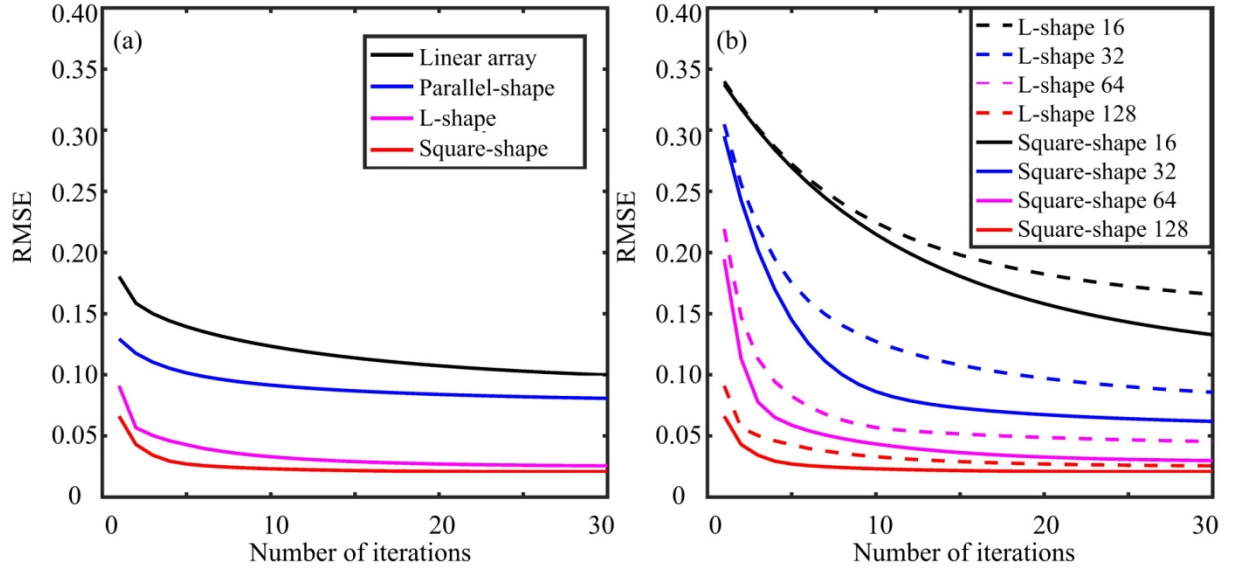 (a)
0.40
0.35
0.30
0.25
0.20
0.15
0.10
0.05
0
RMSE
Linear array
Parallel-shape
L-shape
Square-shape
0
10
20
30
Number of iterations
(b)
0.40
0.35
0.30
0.25
0.20
0.15
0.10
0.05
0
RMSE
L-shape 16
L-shape 32
L-shape 64
L-shape 128
Square-shape 16
Square-shape 32
Square-shape 64
Square-shape 128
0
10
20
30
Number of iterations